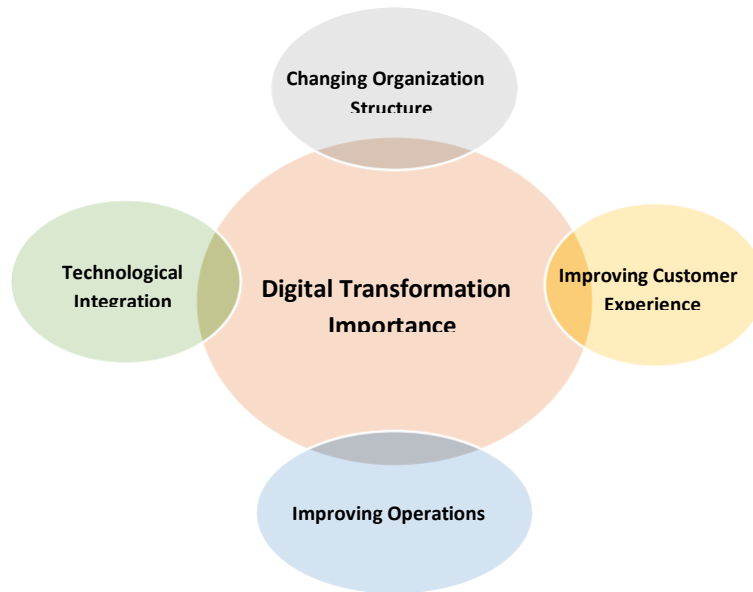 Changing Organization
Structure
Technological
Integration
Digital Transformation
Importance
Improving Customer
Experience
Improving Operations